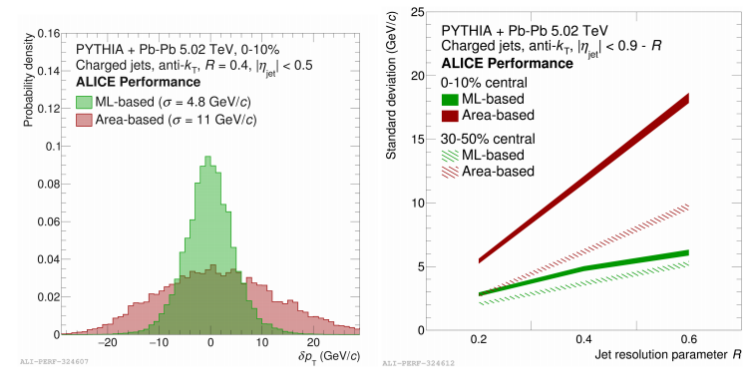 Probability density
0.16
0.14
0.12
0.1
0.08
0.06
0.04
0.02
0
PYTHIA + Pb-Pb 5.02 TeV, 0-10%
Charged jets, anti-kT, R = 0.4, |ηjet| < 0.5
ALICE Performance
ML-based (σ = 4.8 GeV/c)
Area-based (σ = 11 GeV/c)
−20 −10 0 10 20
δpT (GeV/c)
ALI-PERF-324607
Standard deviation (GeV/c)
25
20
15
10
5
0
PYTHIA + Pb-Pb 5.02 TeV
Charged jets, anti-kT, |ηjet| < 0.9 - R
ALICE Performance
0-10% central
ML-based
Area-based
30-50% central
ML-based
Area-based
0.2 0.4 0.6
Jet resolution parameter R
ALI-PERF-324612